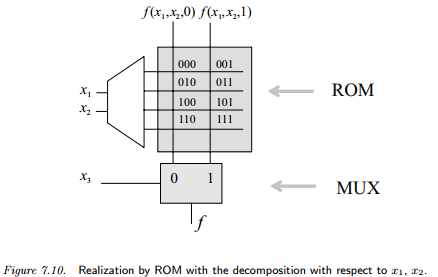 f(x₁,x₂,0) f(x₁,x₂,1)
000 001
010 011
100 101
110 111
x₁
x₂
ROM
x₃
0 1
MUX
f
Figure 7.10. Realization by ROM with the decomposition with respect to x₁, x₂.